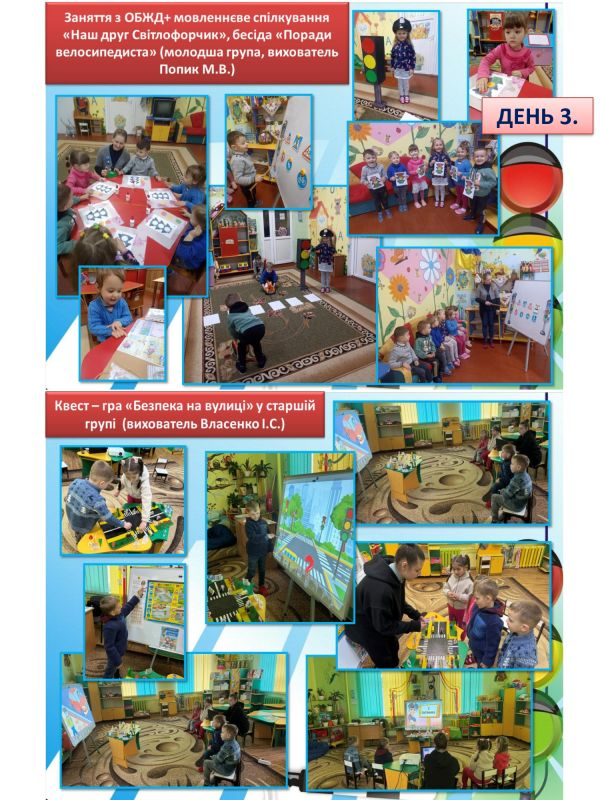 Заняття з ОБЖД+ мовленнєве спілкування
«Наш друг Світлофорчик», бесіда «Поради
велосипедиста» (молодша група, вихователь
Попик М.В.)
ДЕНЬ 3.
Квест – гра «Безпека на вулиці» у старшій
групі (вихователь Власенко І.С.)